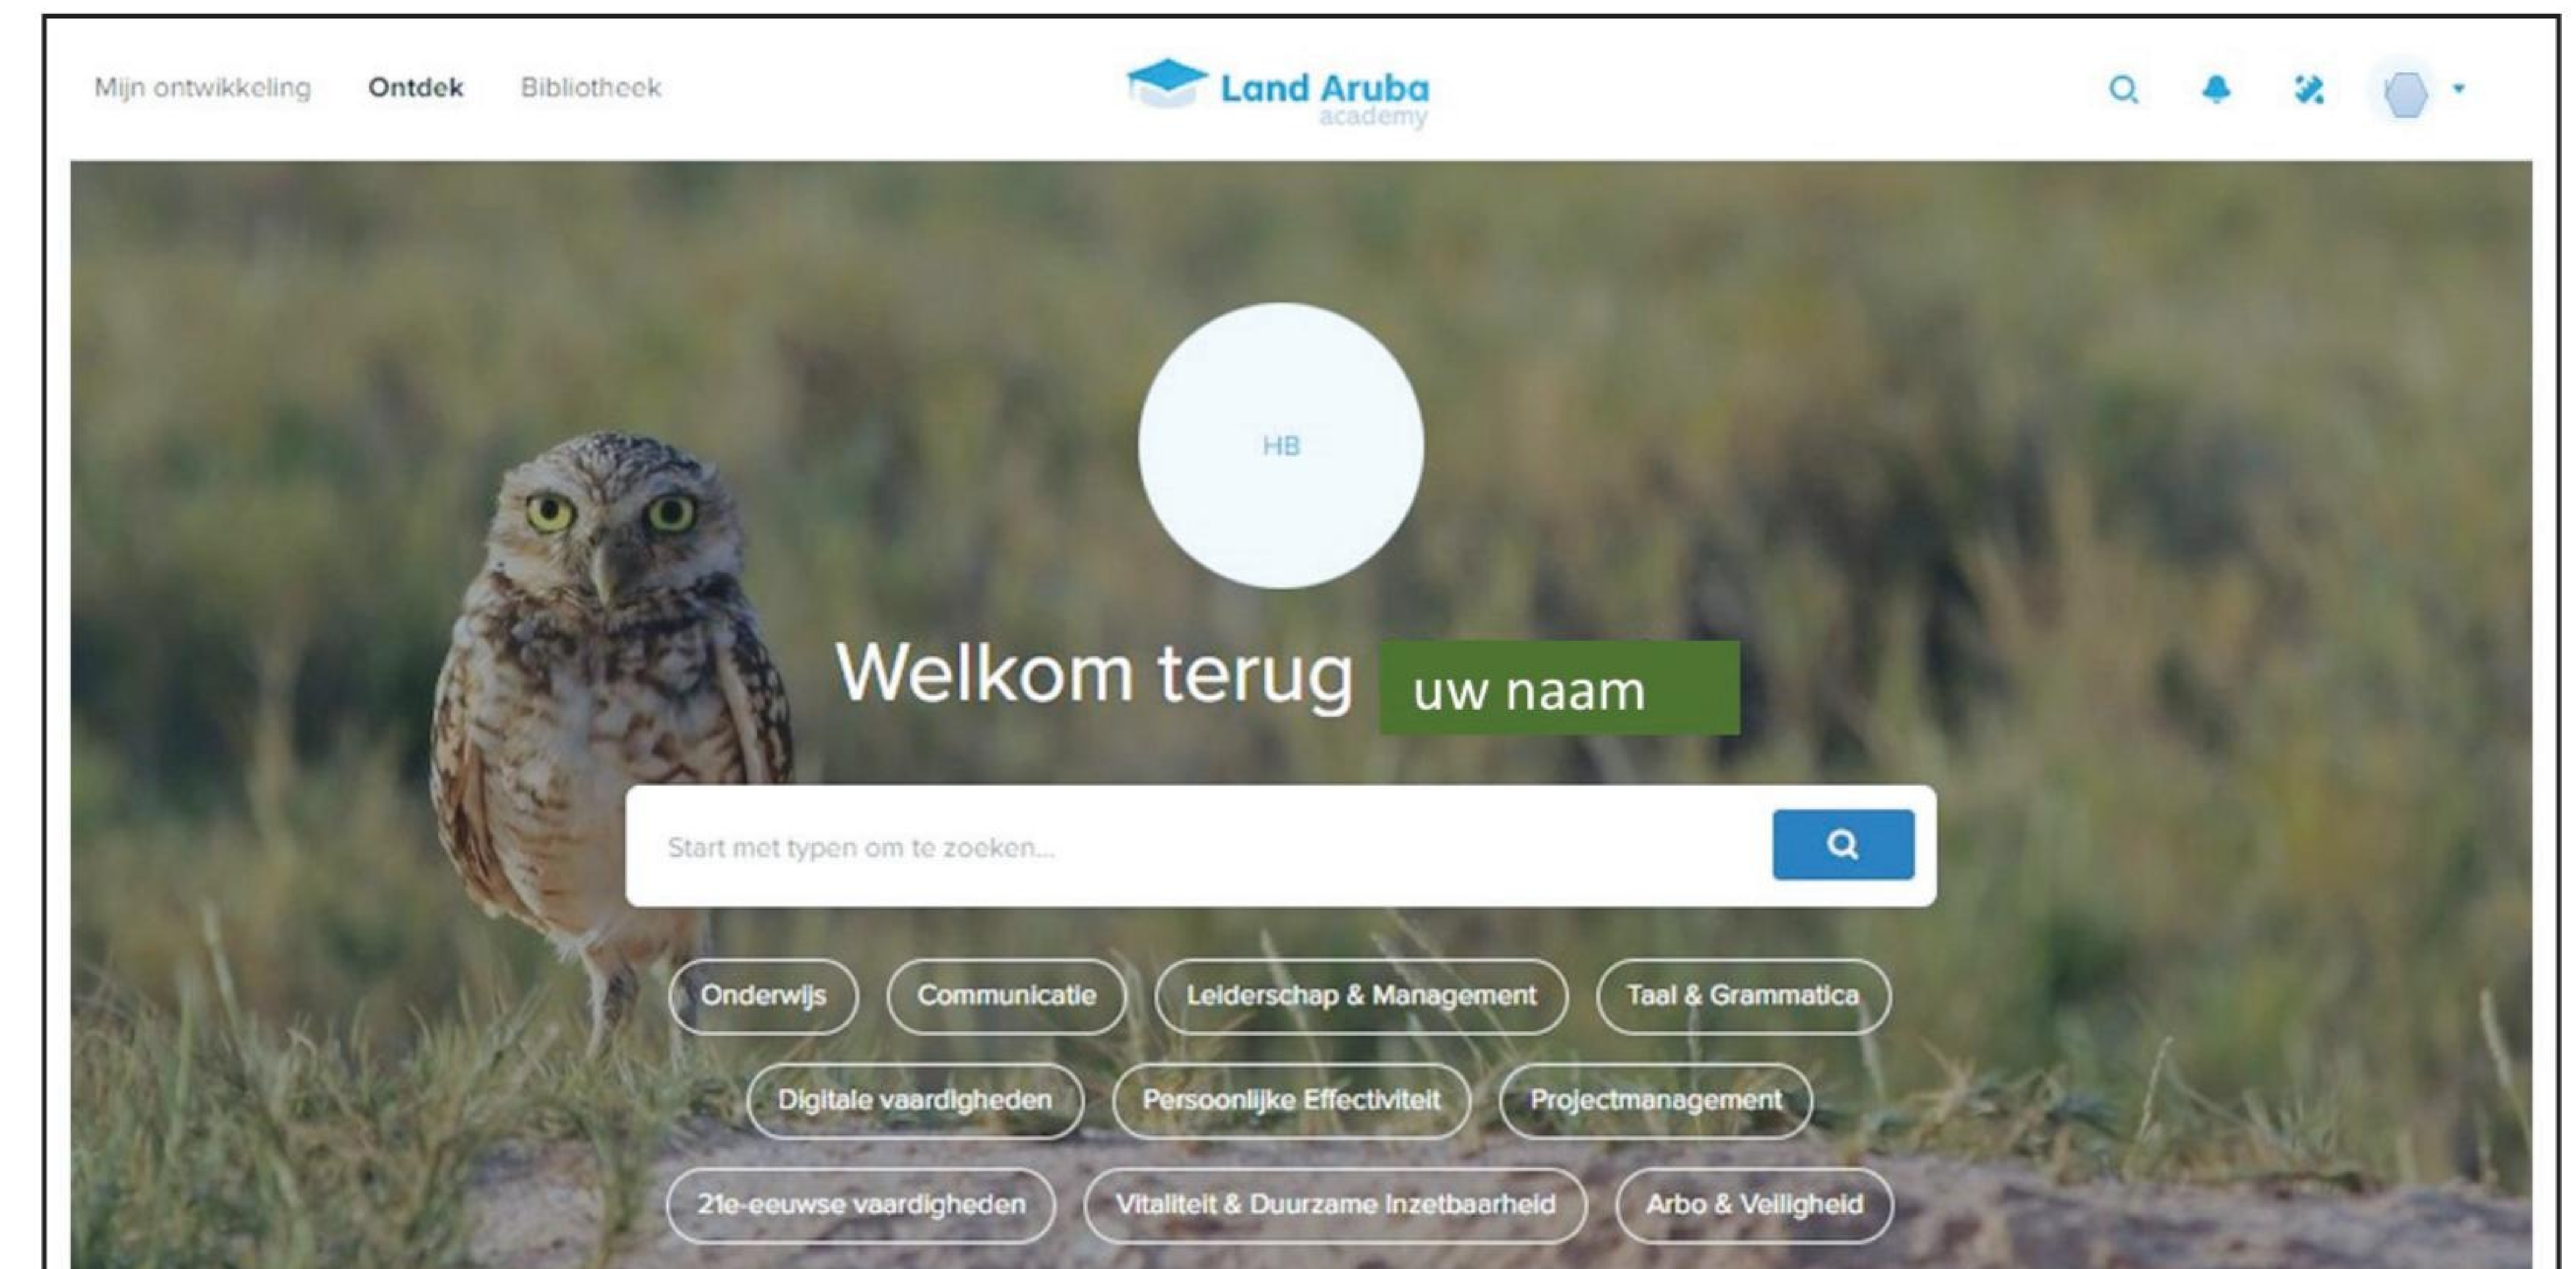 Mijn ontwikkeling Ontdek Bibliotheek
Land Aruba
academy
HB
Welkom terug uw naam
Start met typen om te zoeken...
Onderwijs Communicatie Leiderschap & Management Taal & Grammatica
Digitale vaardigheden Persoonlijke Effectiviteit Projectmanagement
21e-eeuwse vaardigheden Vitaliteit & Duurzame Inzetbaarheid Arbo & Veiligheid